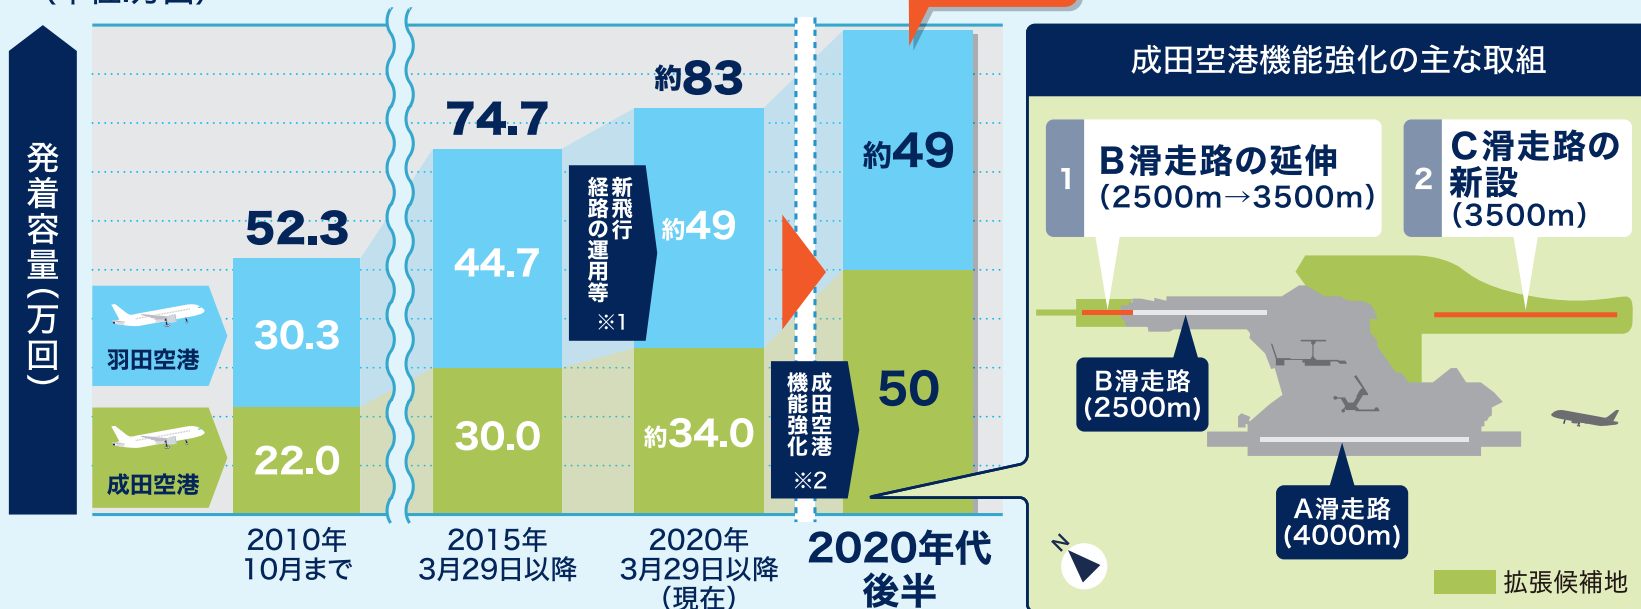 発着容量(万回)
52.3
30.3
22.0
羽田空港
成田空港
2010年
10月まで
74.7
44.7
30.0
2015年
3月29日以降
新飛行
経路の運用等
※1
約83
約49
約34.0
2020年
3月29日以降
(現在)
成田空港
機能強化
※2
約49
50
2020年代
後半
成田空港機能強化の主な取組
1
B滑走路の延伸
(2500m→3500m)
2
C滑走路の
新設
(3500m)
B滑走路
(2500m)
A滑走路
(4000m)
N
拡張候補地